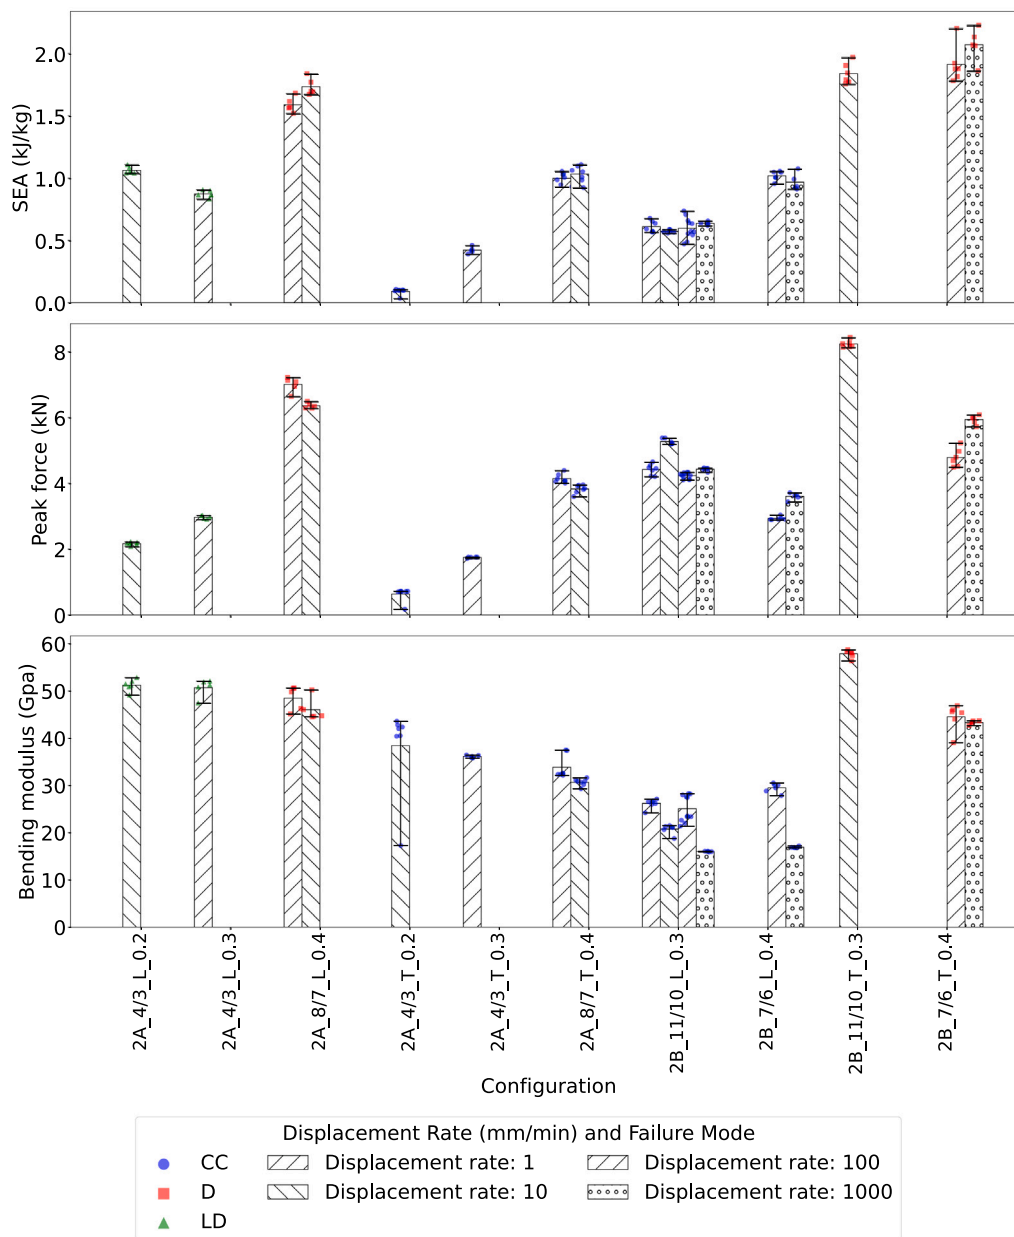 SEA (kJ/kg)
2.0
1.5
1.0
0.5
0.0
Peak force (kN)
8
6
4
2
0
Bending modulus (Gpa)
60
50
40
30
20
10
0
2A_4/3_L_0.2
2A_4/3_L_0.3
2A_8/7_L_0.4
2A_4/3_T_0.2
2A_4/3_T_0.3
2A_8/7_T_0.4
2B_11/10_L_0.3
2B_7/6_L_0.4
2B_11/10_T_0.3
2B_7/6_T_0.4
Configuration
Displacement Rate (mm/min) and Failure Mode
CC Displacement rate: 1 Displacement rate: 100
D Displacement rate: 10 Displacement rate: 1000
LD